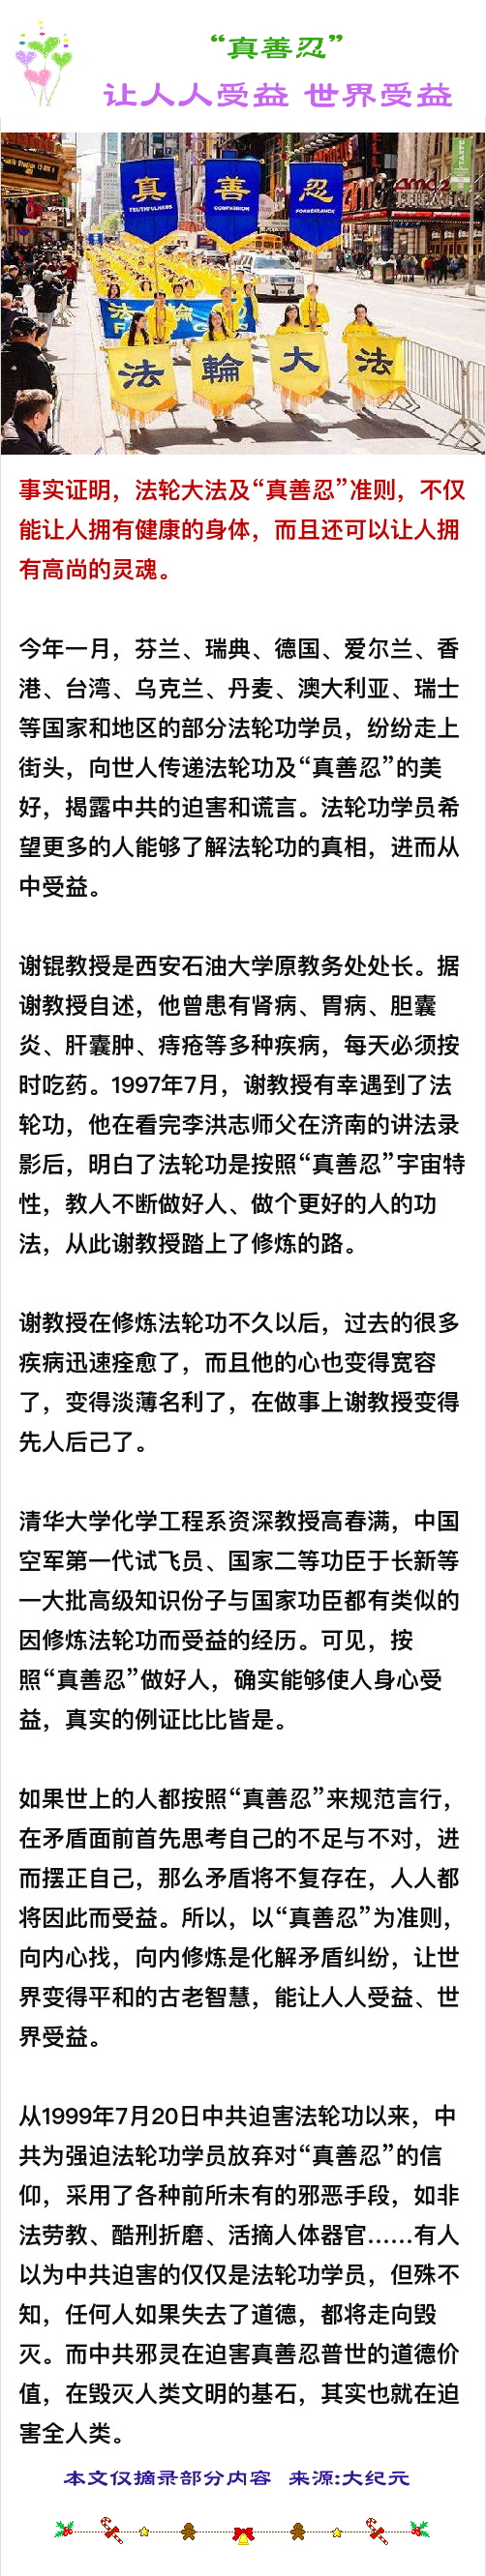 “真善忍”
让人人受益 世界受益
真
TRUTHFULNESS
善
COMPASSION
忍
FORBEARANCE
法輪
法 輪 大 法
事实证明，法轮大法及“真善忍”准则，不仅
能让人拥有健康的身体，而且还可以让人拥
有高尚的灵魂。
今年一月，芬兰、瑞典、德国、爱尔兰、香
港、台湾、乌克兰、丹麦、澳大利亚、瑞士
等国家和地区的部分法轮功学员，纷纷走上
街头，向世人传递法轮功及“真善忍”的美
好，揭露中共的迫害和谎言。法轮功学员希
望更多的人能够了解法轮功的真相，进而从
中受益。
谢锟教授是西安石油大学原教务处处长。据
谢教授自述，他曾患有肾病、胃病、胆囊
炎、肝囊肿、痔疮等多种疾病，每天必须按
时吃药。1997年7月，谢教授有幸遇到了法
轮功，他在看完李洪志师父在济南的讲法录
影后，明白了法轮功是按照“真善忍”宇宙特
性，教人不断做好人、做个更好的人的功
法，从此谢教授踏上了修炼的路。
谢教授在修炼法轮功不久以后，过去的很多
疾病迅速痊愈了，而且他的心也变得宽容
了，变得淡薄名利了，在做事上谢教授变得
先人后己了。
清华大学化学工程系资深教授高春满，中国
空军第一代试飞员、国家二等功臣于长新等
一大批高级知识份子与国家功臣都有类似的
因修炼法轮功而受益的经历。可见，按
照“真善忍”做好人，确实能够使人身心受
益，真实的例证比比皆是。
如果世上的人都按照“真善忍”来规范言行，
在矛盾面前首先思考自己的不足与不对，进
而摆正自己，那么矛盾将不复存在，人人都
将因此而受益。所以，以“真善忍”为准则，
向内心找，向内修炼是化解矛盾纠纷，让世
界变得平和的古老智慧，能让人人受益、世
界受益。
从1999年7月20日中共迫害法轮功以来，中
共为强迫法轮功学员放弃对“真善忍”的信
仰，采用了各种前所未有的邪恶手段，如非
法劳教、酷刑折磨、活摘人体器官……有人
以为中共迫害的仅仅是法轮功学员，但殊不
知，任何人如果失去了道德，都将走向毁
灭。而中共邪灵在迫害真善忍普世的道德价
值，在毁灭人类文明的基石，其实也就在迫
害全人类。
本文仅摘录部分内容 来源:大纪元